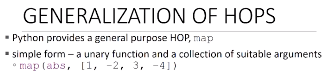 GENERALIZATION OF HOPS
▪ Python provides a general purpose HOP, map
▪ simple form – a unary function and a collection of suitable arguments
◦ map(abs, [1, -2, 3, -4])